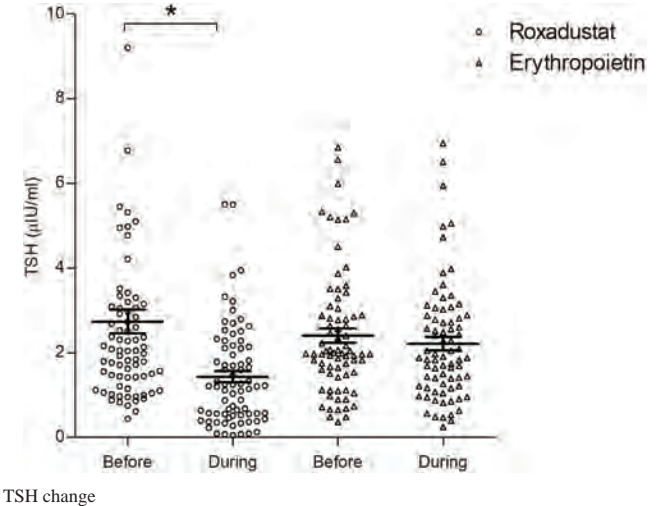 *
Roxadustat
Erythropoietin
TSH (µIU/ml)
10
8
6
4
2
0
Before During Before During
TSH change